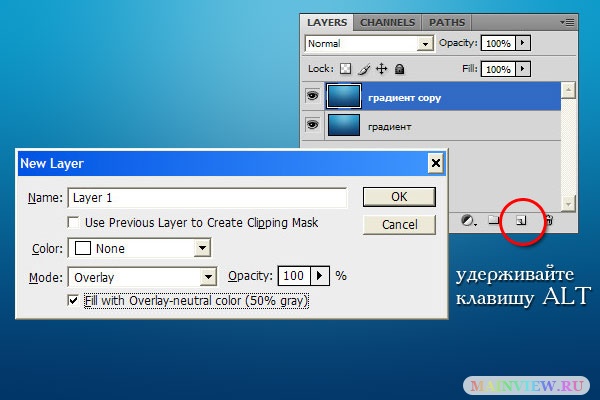 LAYERS CHANNELS PATHS
Normal Opacity: 100%
Lock: Fill: 100%
градиент copy
градиент
New Layer
Name: Layer 1 OK
Use Previous Layer to Create Clipping Mask Cancel
Color: None
Mode: Overlay Opacity: 100 %
Fill with Overlay-neutral color (50% gray)
удерживайте
клавишу ALT
MAINVIEW.RU